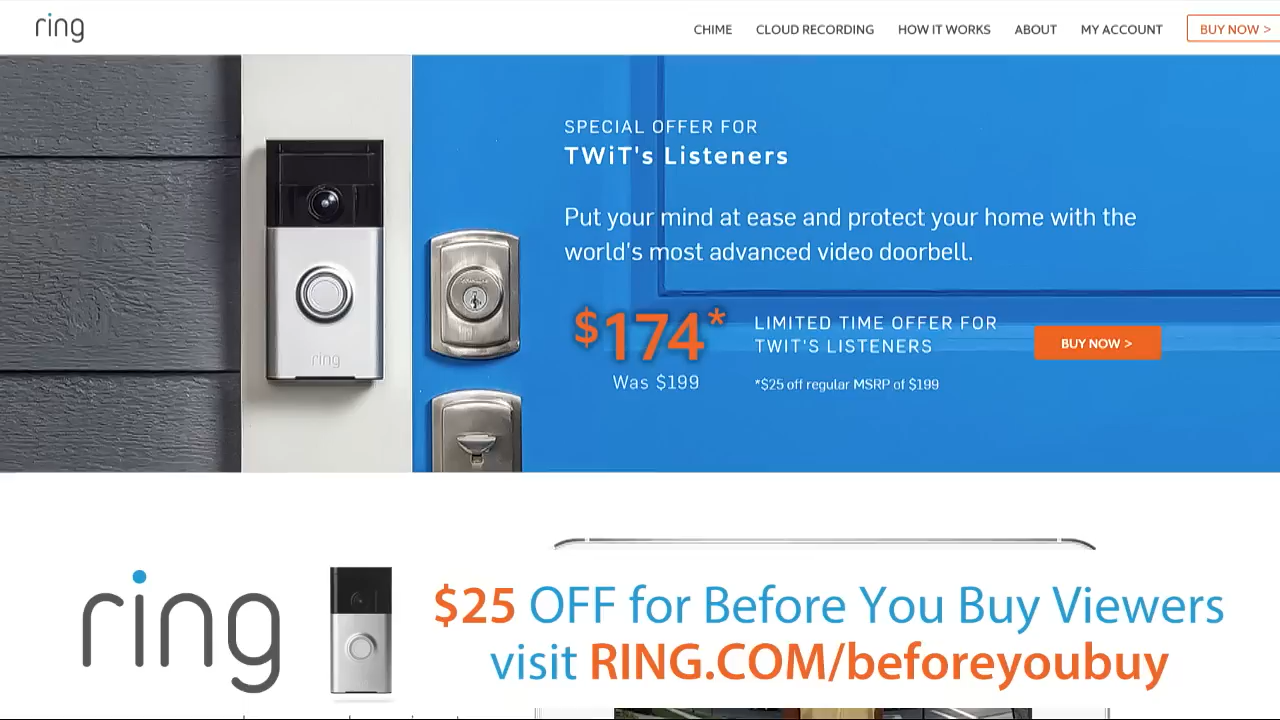 ring
CHIME CLOUD RECORDING HOW IT WORKS ABOUT MY ACCOUNT BUY NOW >
SPECIAL OFFER FOR
TWiT's Listeners
Put your mind at ease and protect your home with the
world's most advanced video doorbell.
$174*
Was $199
LIMITED TIME OFFER FOR
TWIT'S LISTENERS
*$25 off regular MSRP of $199
BUY NOW >
ring
ring
$25 OFF for Before You Buy Viewers
visit RING.COM/beforeyoubuy